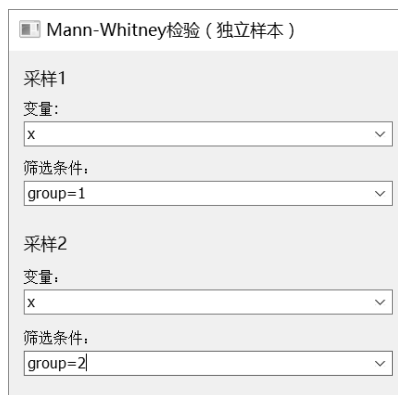 Mann-Whitney检验（独立样本）
采样1
变量：
x
筛选条件：
group=1
采样2
变量：
x
筛选条件：
group=2